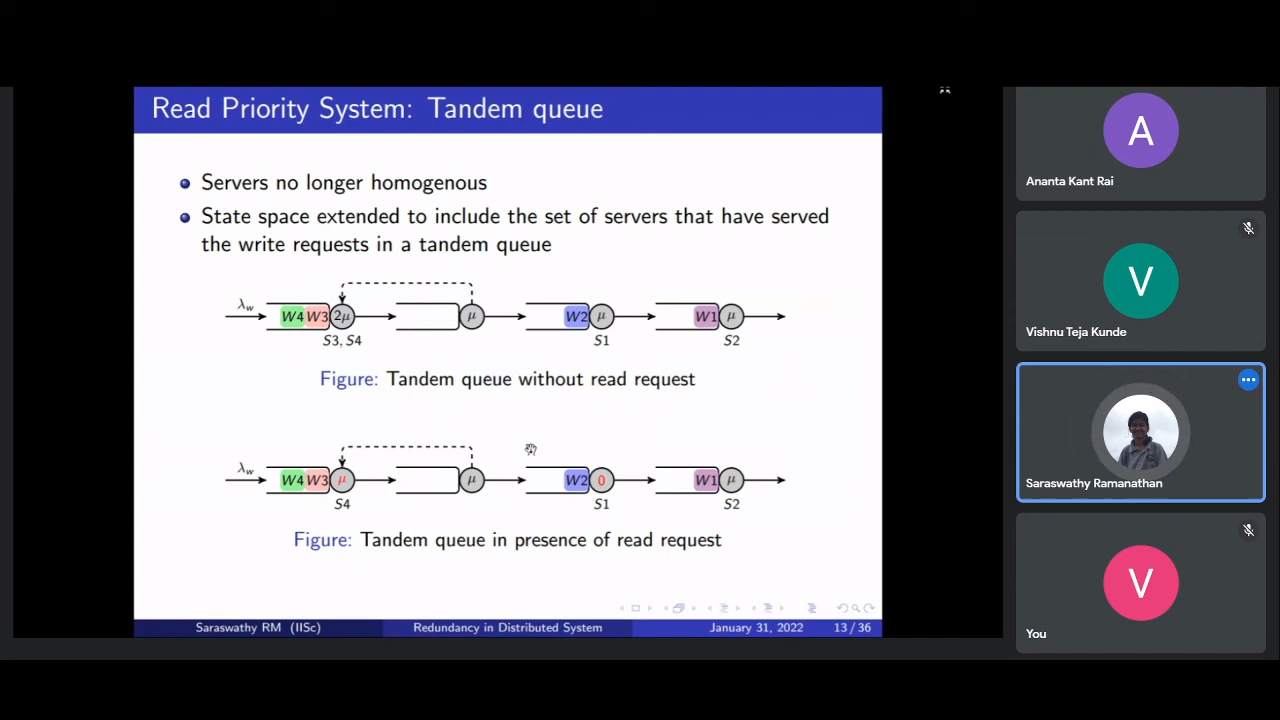 Read Priority System: Tandem queue
Servers no longer homogenous
State space extended to include the set of servers that have served
the write requests in a tandem queue
λw W4 W3 2μ μ W2 μ W1 μ
S3, S4 S1 S2
Figure: Tandem queue without read request
λw W4 W3 μ μ W2 0 W1 μ
S4 S1 S2
Figure: Tandem queue in presence of read request
Saraswathy RM (IISc) Redundancy in Distributed System January 31, 2022 13 / 36
A
Ananta Kant Rai
V
Vishnu Teja Kunde
Saraswathy Ramanathan
V
You